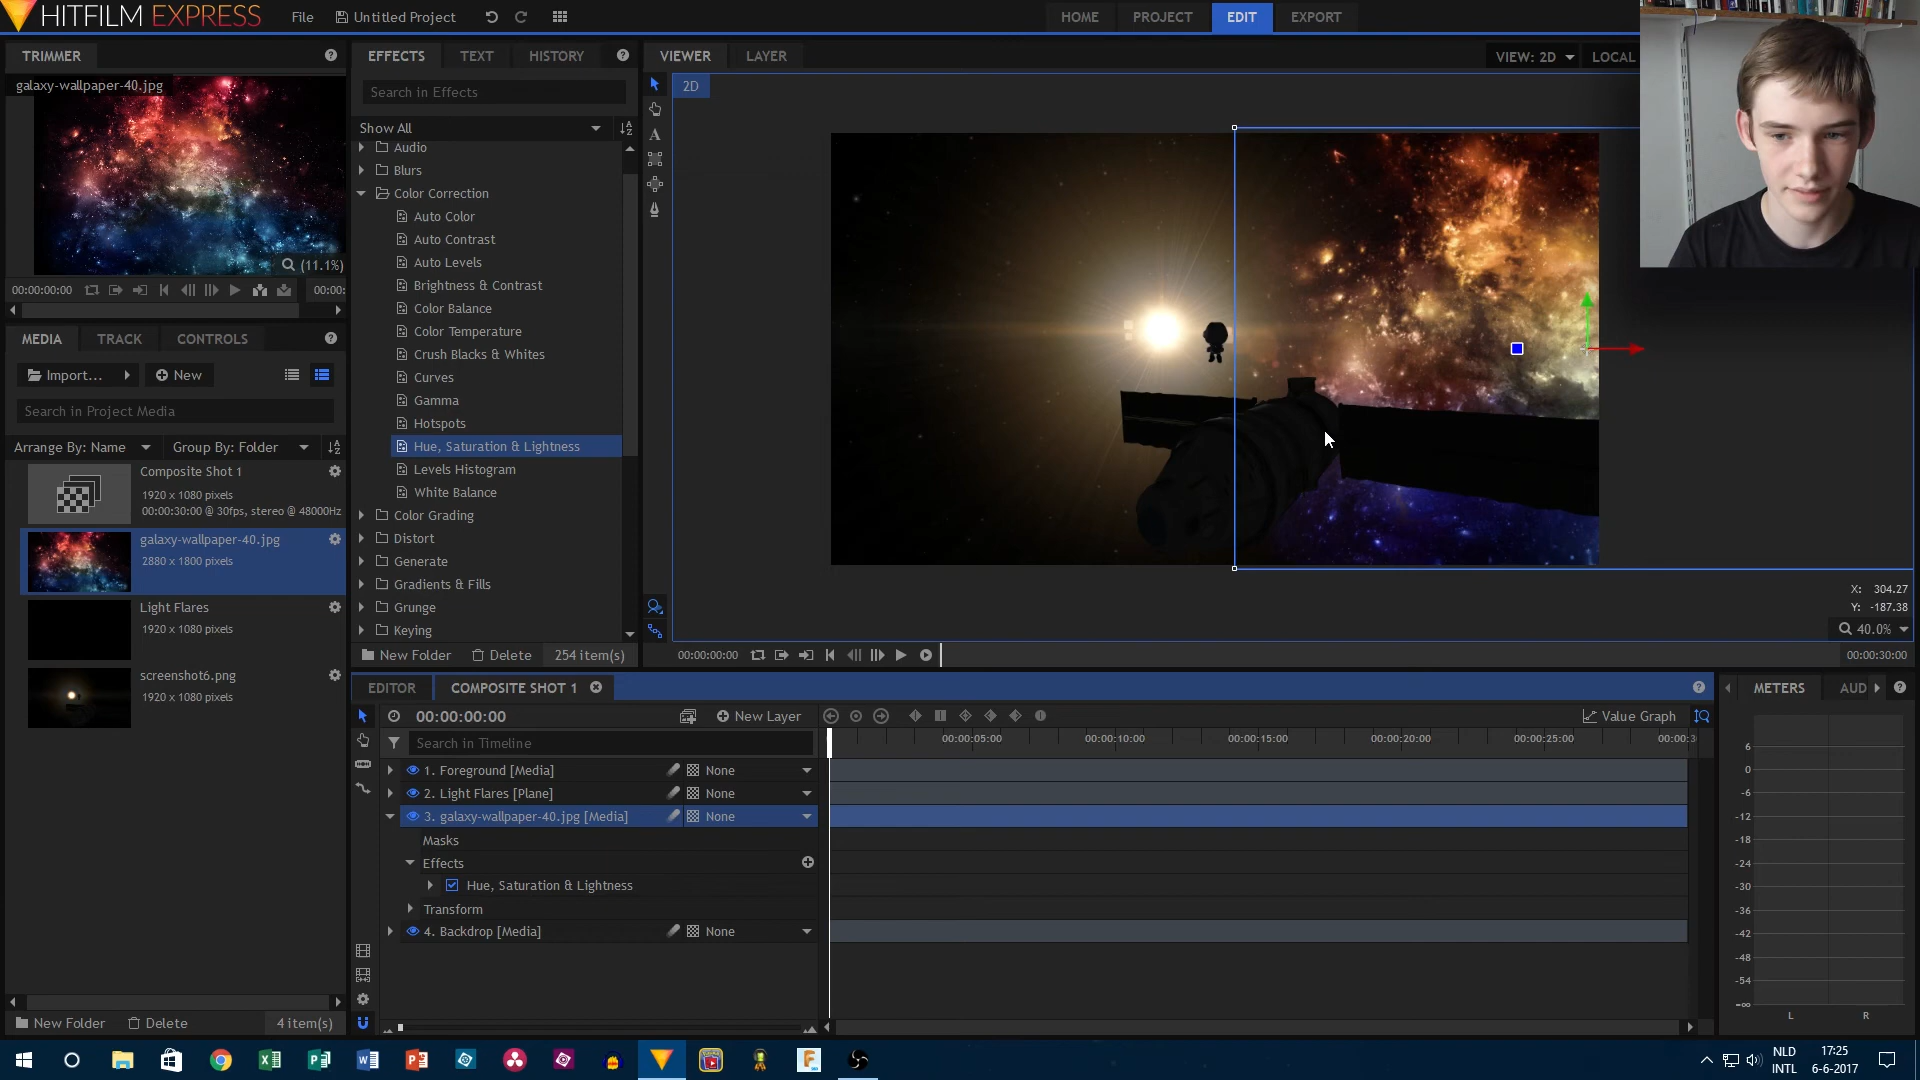 HITFILM EXPRESS
File
Untitled Project
HOME
PROJECT
EDIT
EXPORT
TRIMMER
galaxy-wallpaper-40.jpg
(11.1%)
00:00:00:00
00:00:
MEDIA
TRACK
CONTROLS
Import...
New
Search in Project Media
Arrange By: Name
Group By: Folder
Composite Shot 1
1920 x 1080 pixels
00:00:30:00 @ 30fps, stereo @ 48000Hz
galaxy-wallpaper-40.jpg
2880 x 1800 pixels
Light Flares
1920 x 1080 pixels
screenshot6.png
1920 x 1080 pixels
New Folder
Delete
4 item(s)
EFFECTS
TEXT
HISTORY
Search in Effects
Show All
Audio
Blurs
Color Correction
Auto Color
Auto Contrast
Auto Levels
Brightness & Contrast
Color Balance
Color Temperature
Crush Blacks & Whites
Curves
Gamma
Hotspots
Hue, Saturation & Lightness
Levels Histogram
White Balance
Color Grading
Distort
Generate
Gradients & Fills
Grunge
Keying
New Folder
Delete
254 item(s)
VIEWER
LAYER
VIEW: 2D
LOCAL
2D
X: 304.27
Y: -187.38
40.0%
00:00:00:00
00:00:30:00
EDITOR
COMPOSITE SHOT 1
00:00:00:00
New Layer
Value Graph
Search in Timeline
00:00:05:00
00:00:10:00
00:00:15:00
00:00:20:00
00:00:25:00
00:00:3
1. Foreground [Media]
None
2. Light Flares [Plane]
None
3. galaxy-wallpaper-40.jpg [Media]
None
Masks
Effects
Hue, Saturation & Lightness
Transform
4. Backdrop [Media]
None
METERS
AUD
6
0
-6
-12
-18
-24
-30
-36
-42
-48
-54
-∞
L
R
NLD
INTL
17:25
6-6-2017